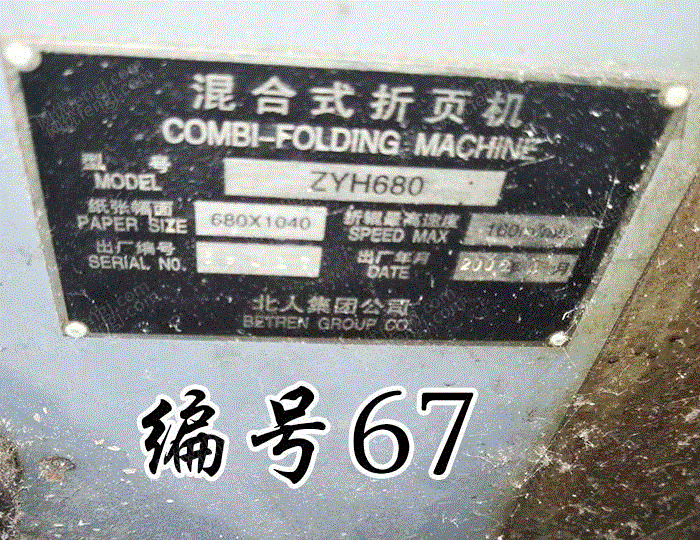 混合式折页机
COMBI-FOLDING MACHINE
型 号
MODEL
ZYH680
纸张幅面
PAPER SIZE
680X1040
折辊最高速度
SPEED MAX
出厂编号
SERIAL NO.
出厂年月
DATE
北人集团公司
BEIREN GROUP CO.
编号67